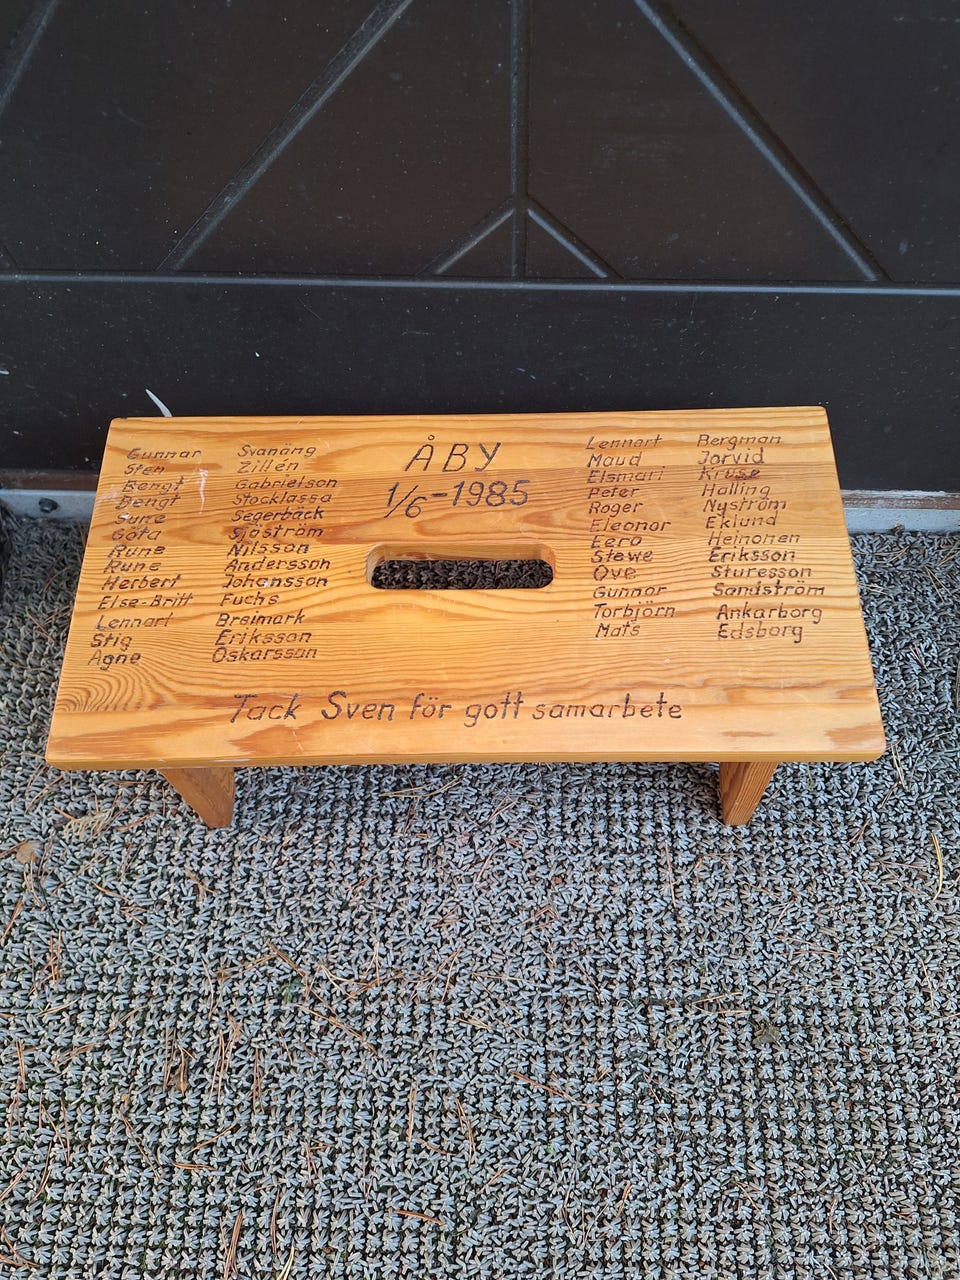 Gunnar Svanäng
Sten Zillén
Bengt Gabrielson
Bengt Stocklassa
Sune Segerbäck
Göta Sjöström
Rune Nilsson
Rune Andersson
Herbert Johansson
Else-Britt Fuchs
Lennart Breimark
Stig Eriksson
Agne Oskarsson
ÅBY
1/6-1985
Lennart Bergman
Maud Jorvid
Elsmari Kruse
Peter Halling
Roger Nyström
Eleonor Eklund
Eero Heinonen
Stewe Eriksson
Ove Sturesson
Gunnar Sandström
Torbjörn Ankarborg
Mats Edsborg
Tack Sven för gott samarbete